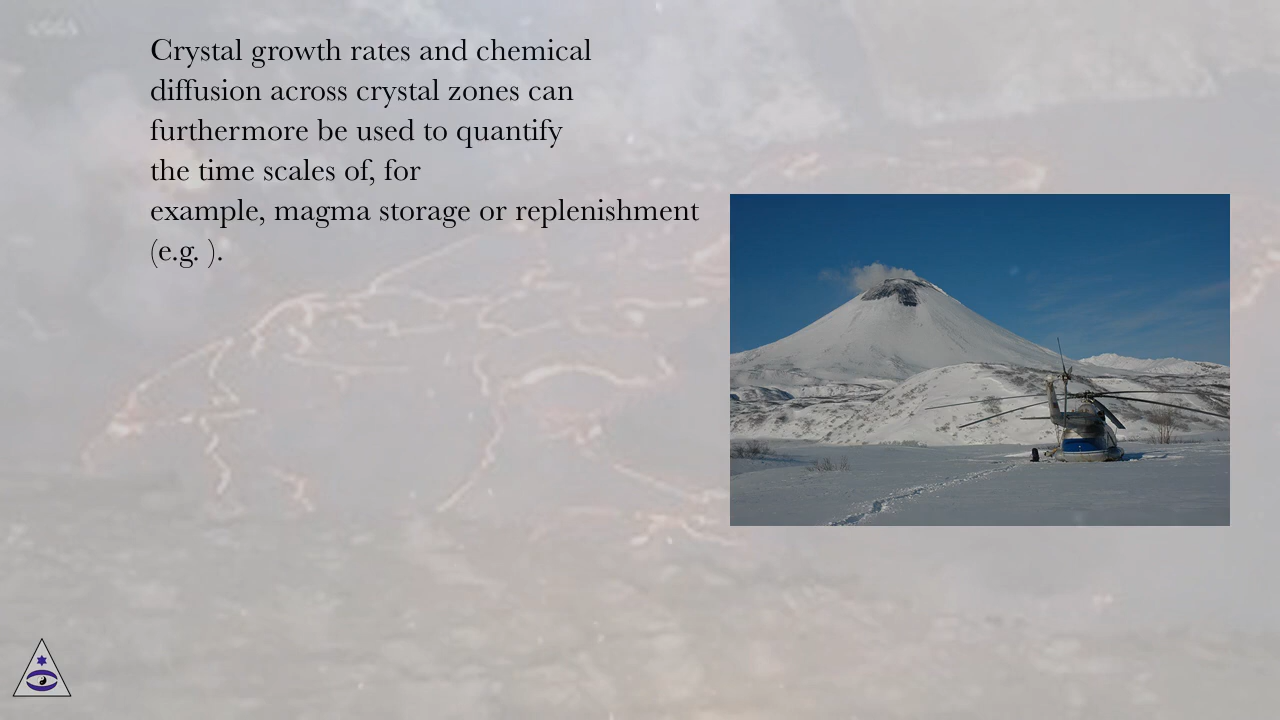 Crystal growth rates and chemical
diffusion across crystal zones can
furthermore be used to quantify
the time scales of, for
example, magma storage or replenishment
(e.g. ).